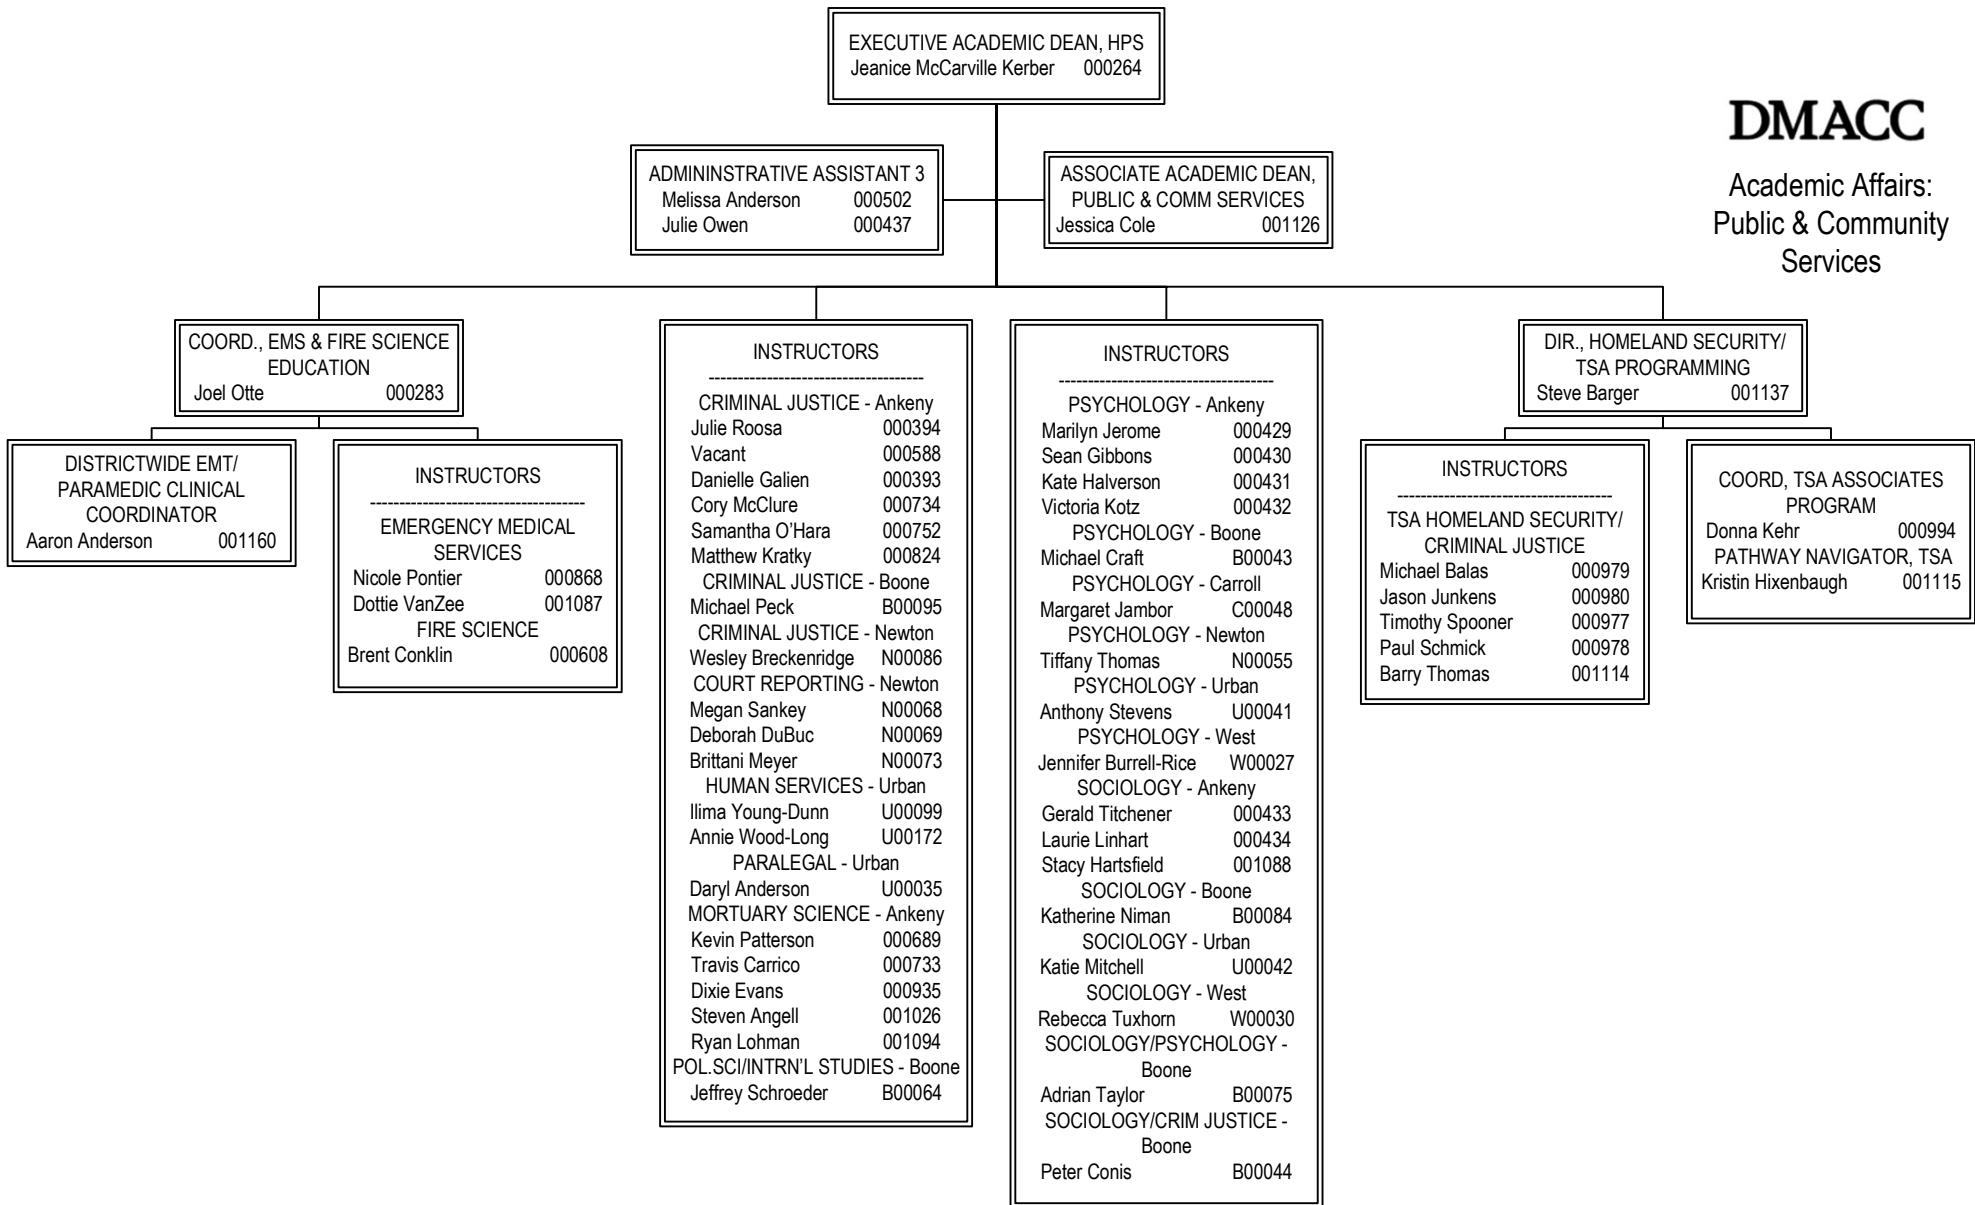 EXECUTIVE ACADEMIC DEAN, HPS
Jeanice McCarville Kerber 000264
DMACC
Academic Affairs:
Public & Community
Services
ADMININSTRATIVE ASSISTANT 3
Melissa Anderson 000502
Julie Owen 000437
ASSOCIATE ACADEMIC DEAN,
PUBLIC & COMM SERVICES
Jessica Cole 001126
COORD., EMS & FIRE SCIENCE
EDUCATION
Joel Otte 000283
DISTRICTWIDE EMT/
PARAMEDIC CLINICAL
COORDINATOR
Aaron Anderson 001160
INSTRUCTORS
-------------------------------------
EMERGENCY MEDICAL
SERVICES
Nicole Pontier 000868
Dottie VanZee 001087
FIRE SCIENCE
Brent Conklin 000608
INSTRUCTORS
-------------------------------------
CRIMINAL JUSTICE - Ankeny
Julie Roosa 000394
Vacant 000588
Danielle Galien 000393
Cory McClure 000734
Samantha O’Hara 000752
Matthew Kratky 000824
CRIMINAL JUSTICE - Boone
Michael Peck B00095
CRIMINAL JUSTICE - Newton
Wesley Breckenridge N00086
COURT REPORTING - Newton
Megan Sankey N00068
Deborah DuBuc N00069
Brittani Meyer N00073
HUMAN SERVICES - Urban
Ilima Young-Dunn U00099
Annie Wood-Long U00172
PARALEGAL - Urban
Daryl Anderson U00035
MORTUARY SCIENCE - Ankeny
Kevin Patterson 000689
Travis Carrico 000733
Dixie Evans 000935
Steven Angell 001026
Ryan Lohman 001094
POL.SCI/INTRN’L STUDIES - Boone
Jeffrey Schroeder B00064
INSTRUCTORS
-------------------------------------
PSYCHOLOGY - Ankeny
Marilyn Jerome 000429
Sean Gibbons 000430
Kate Halverson 000431
Victoria Kotz 000432
PSYCHOLOGY - Boone
Michael Craft B00043
PSYCHOLOGY - Carroll
Margaret Jambor C00048
PSYCHOLOGY - Newton
Tiffany Thomas N00055
PSYCHOLOGY - Urban
Anthony Stevens U00041
PSYCHOLOGY - West
Jennifer Burrell-Rice W00027
SOCIOLOGY - Ankeny
Gerald Titchener 000433
Laurie Linhart 000434
Stacy Hartsfield 001088
SOCIOLOGY - Boone
Katherine Niman B00084
SOCIOLOGY - Urban
Katie Mitchell U00042
SOCIOLOGY - West
Rebecca Tuxhorn W00030
SOCIOLOGY/PSYCHOLOGY -
Boone
Adrian Taylor B00075
SOCIOLOGY/CRIM JUSTICE -
Boone
Peter Conis B00044
DIR., HOMELAND SECURITY/
TSA PROGRAMMING
Steve Barger 001137
INSTRUCTORS
-------------------------------------
TSA HOMELAND SECURITY/
CRIMINAL JUSTICE
Michael Balas 000979
Jason Junkens 000980
Timothy Spooner 000977
Paul Schmick 000978
Barry Thomas 001114
COORD, TSA ASSOCIATES
PROGRAM
Donna Kehr 000994
PATHWAY NAVIGATOR, TSA
Kristin Hixenbaugh 001115